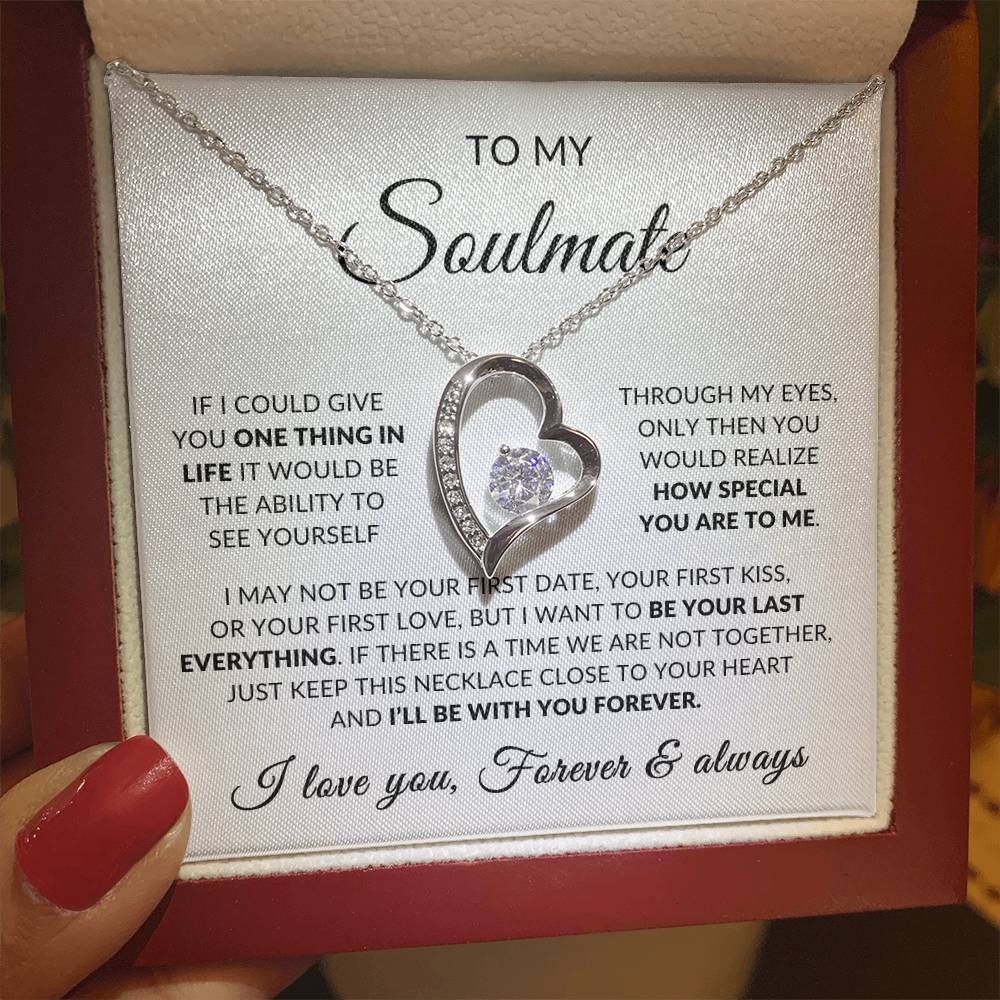 TO MY
Soulmate
IF I COULD GIVE
YOU ONE THING IN
LIFE IT WOULD BE
THE ABILITY TO
SEE YOURSELF
THROUGH MY EYES,
ONLY THEN YOU
WOULD REALIZE
HOW SPECIAL
YOU ARE TO ME.
I MAY NOT BE YOUR FIRST DATE, YOUR FIRST KISS,
OR YOUR FIRST LOVE, BUT I WANT TO BE YOUR LAST
EVERYTHING. IF THERE IS A TIME WE ARE NOT TOGETHER,
JUST KEEP THIS NECKLACE CLOSE TO YOUR HEART
AND I'LL BE WITH YOU FOREVER.
I love you, Forever & always